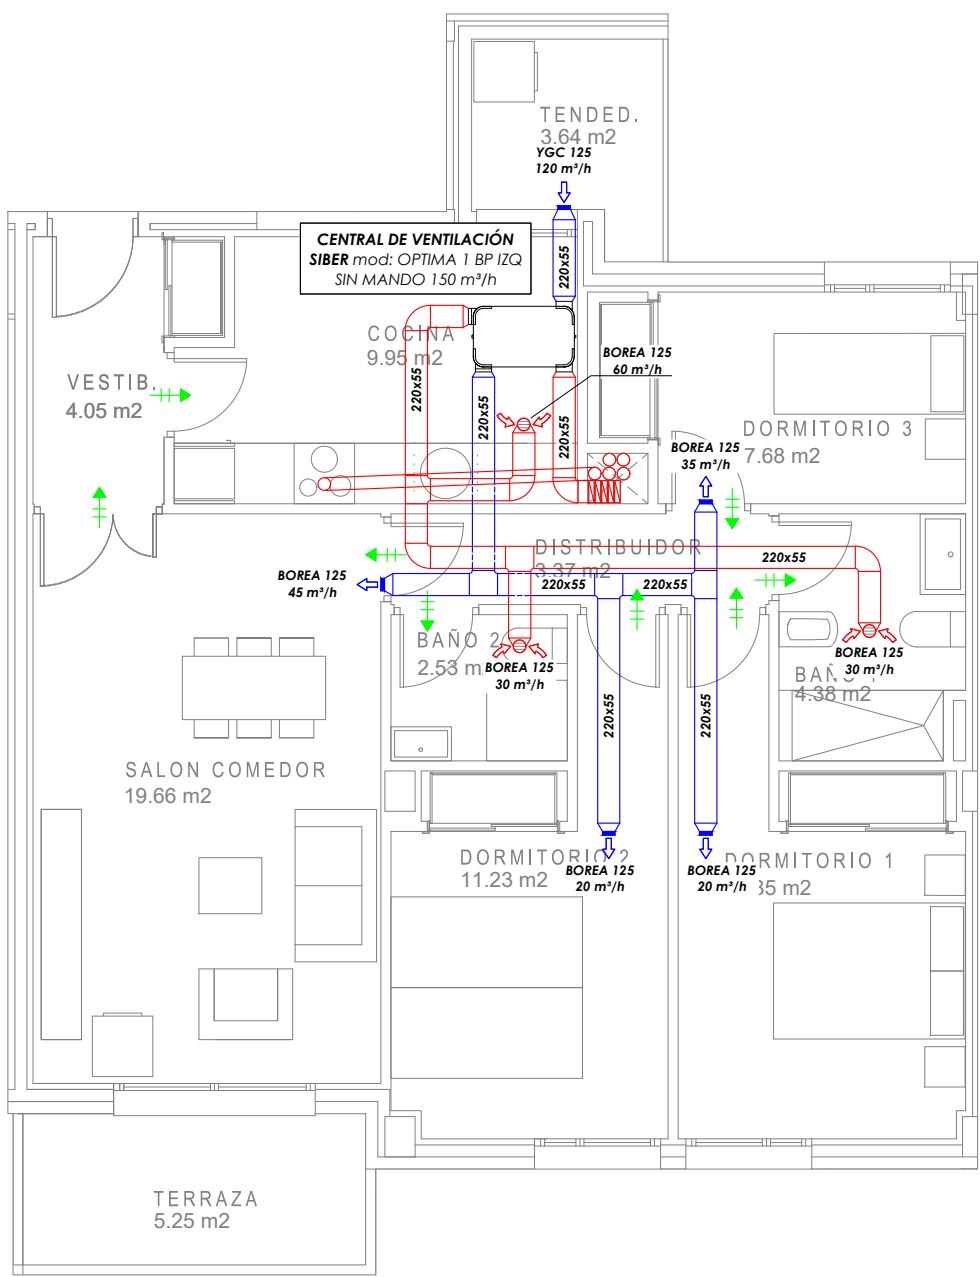 TENDED.
3.64 m2
YGC 125
120 m³/h
CENTRAL DE VENTILACIÓN
SIBER mod: OPTIMA 1 BP IZQ
SIN MANDO 150 m³/h
220x55
COCINA
9.95 m2
BOREA 125
60 m³/h
VESTIB.
4.05 m2
220x55
220x55
220x55
DORMITORIO 3
7.68 m2
BOREA 125
35 m³/h
DISTRIBUIDOR
3.37 m2
220x55
BOREA 125
45 m³/h
220x55
220x55
BAÑO 2
2.53 m
BOREA 125
30 m³/h
BOREA 125
30 m³/h
4.38 m2
220x55
220x55
SALON COMEDOR
19.66 m2
DORMITORIO 2
11.23 m2
BOREA 125
20 m³/h
DORMITORIO 1
35 m2
BOREA 125
20 m³/h
TERRAZA
5.25 m2